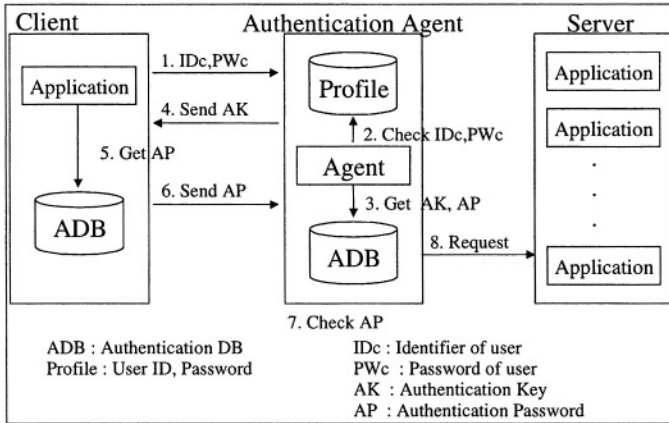 Client
Authentication Agent
Server
Application
1. IDc,PWc
Profile
Application
4. Send AK
2. Check IDc,PWc
Application
5. Get AP
Agent
.
.
.
6. Send AP
3. Get AK, AP
ADB
ADB
8. Request
Application
7. Check AP
ADB : Authentication DB
Profile : User ID, Password
IDc : Identifier of user
PWc : Password of user
AK : Authentication Key
AP : Authentication Password